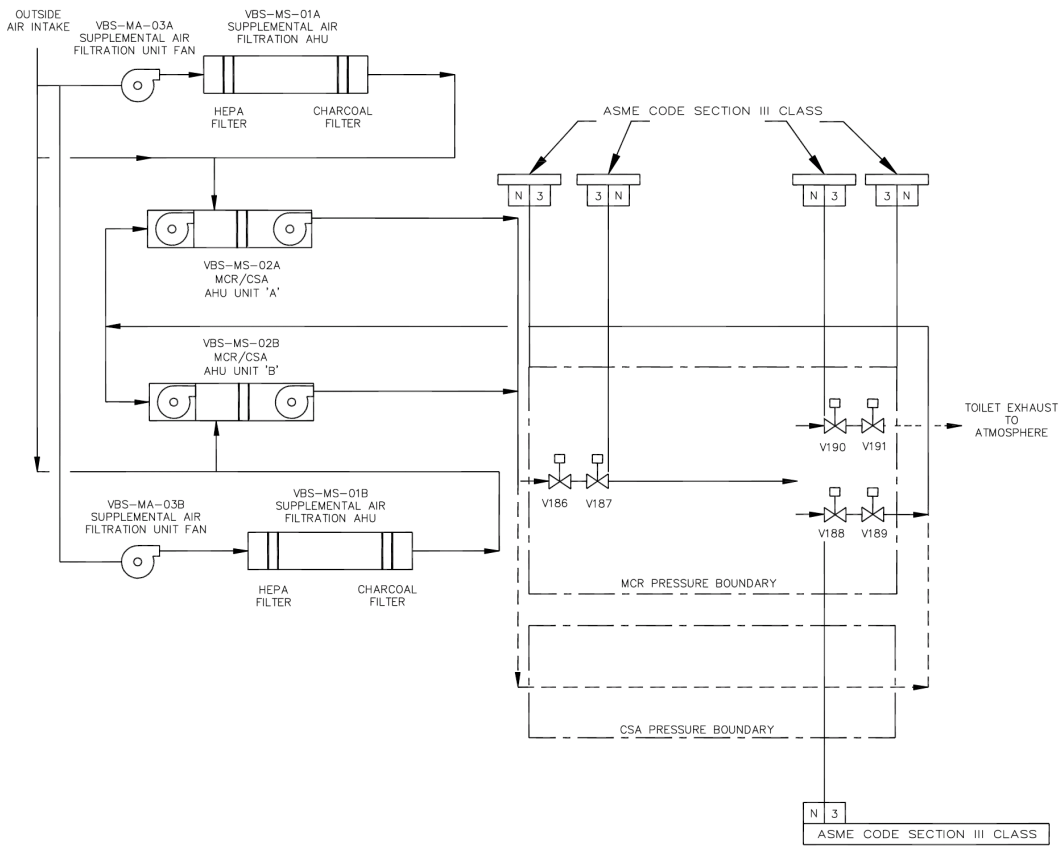 OUTSIDE
AIR INTAKE
VBS-MA-03A
SUPPLEMENTAL AIR
FILTRATION UNIT FAN
VBS-MS-01A
SUPPLEMENTAL AIR
FILTRATION AHU
HEPA
FILTER
CHARCOAL
FILTER
ASME CODE SECTION III CLASS
N 3
3 N
N 3
3 N
VBS-MS-02A
MCR/CSA
AHU UNIT 'A'
VBS-MS-02B
MCR/CSA
AHU UNIT 'B'
TOILET EXHAUST
TO
ATMOSPHERE
V190
V191
V186
V187
V188
V189
VBS-MA-03B
SUPPLEMENTAL AIR
FILTRATION UNIT FAN
VBS-MS-01B
SUPPLEMENTAL AIR
FILTRATION AHU
HEPA
FILTER
CHARCOAL
FILTER
MCR PRESSURE BOUNDARY
CSA PRESSURE BOUNDARY
N 3
ASME CODE SECTION III CLASS